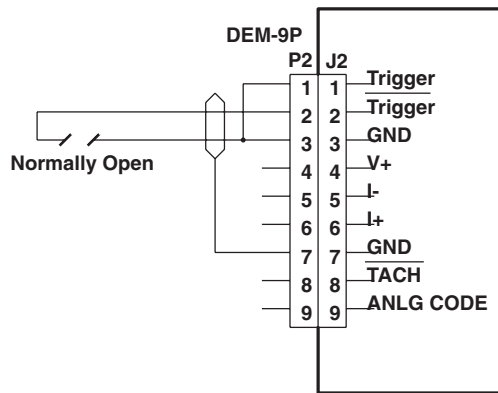 DEM-9P
P2 J2
1 1 Trigger
2 2 Trigger
3 3 GND
Normally Open
4 4 V+
5 5 I-
6 6 I+
7 7 GND
8 8 TACH
9 9 ANLG CODE